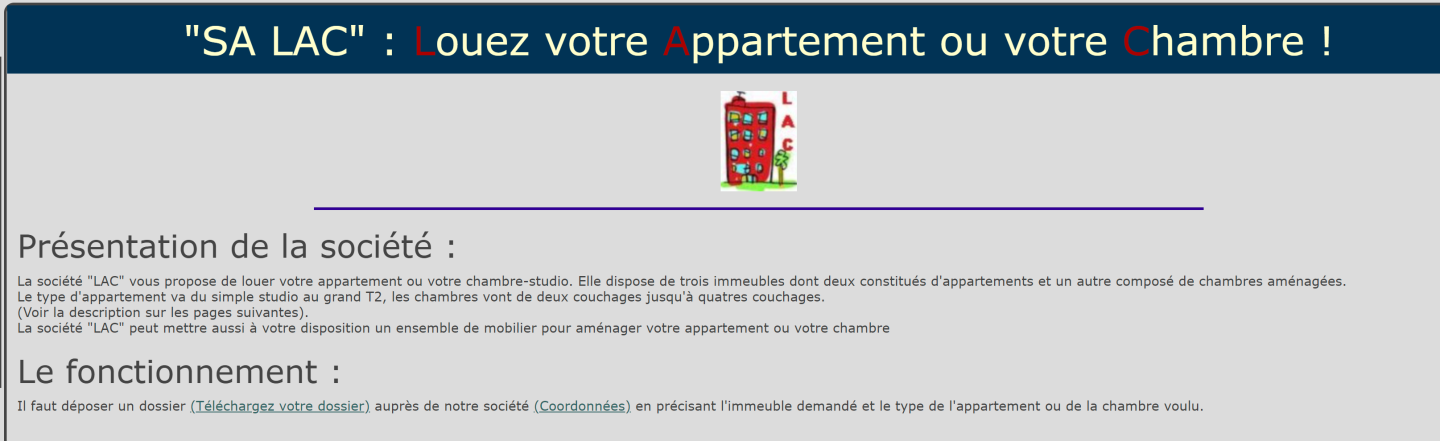 "SA LAC" : Louez votre Appartement ou votre Chambre !
L
A
C
Présentation de la société :
La société "LAC" vous propose de louer votre appartement ou votre chambre-studio. Elle dispose de trois immeubles dont deux constitués d'appartements et un autre composé de chambres aménagées.
Le type d'appartement va du simple studio au grand T2, les chambres vont de deux couchages jusqu'à quatres couchages.
(Voir la description sur les pages suivantes).
La société "LAC" peut mettre aussi à votre disposition un ensemble de mobilier pour aménager votre appartement ou votre chambre
Le fonctionnement :
Il faut déposer un dossier (Téléchargez votre dossier) auprès de notre société (Coordonnées) en précisant l'immeuble demandé et le type de l'appartement ou de la chambre voulu.